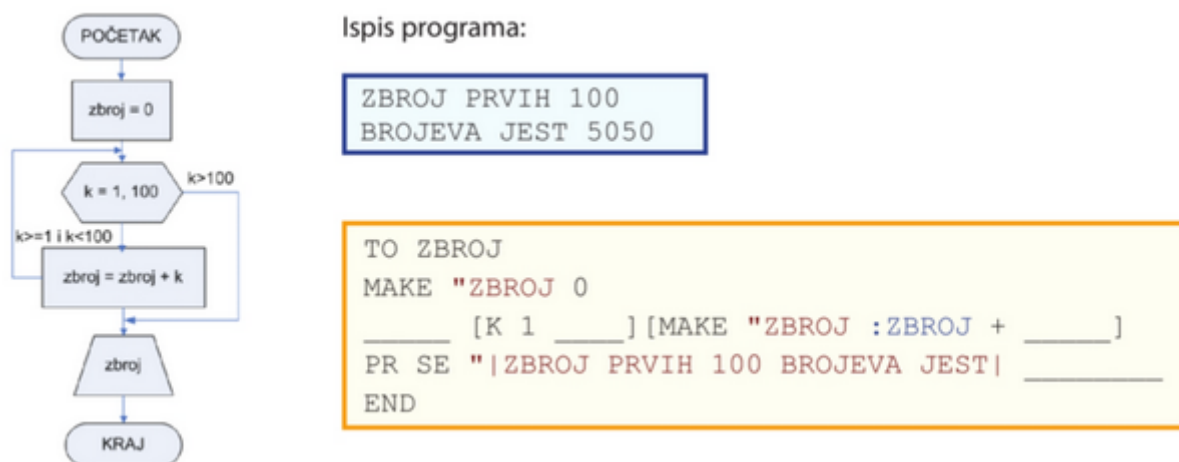 POČETAK
zbroj = 0
k = 1, 100
k>100
k>=1 i k<100
zbroj = zbroj + k
zbroj
KRAJ
Ispis programa:
ZBROJ PRVIH 100
BROJEVA JEST 5050
TO ZBROJ
MAKE "ZBROJ 0
_____ [K 1 ____][MAKE "ZBROJ :ZBROJ + _____]
PR SE "|ZBROJ PRVIH 100 BROJEVA JEST| ________
END